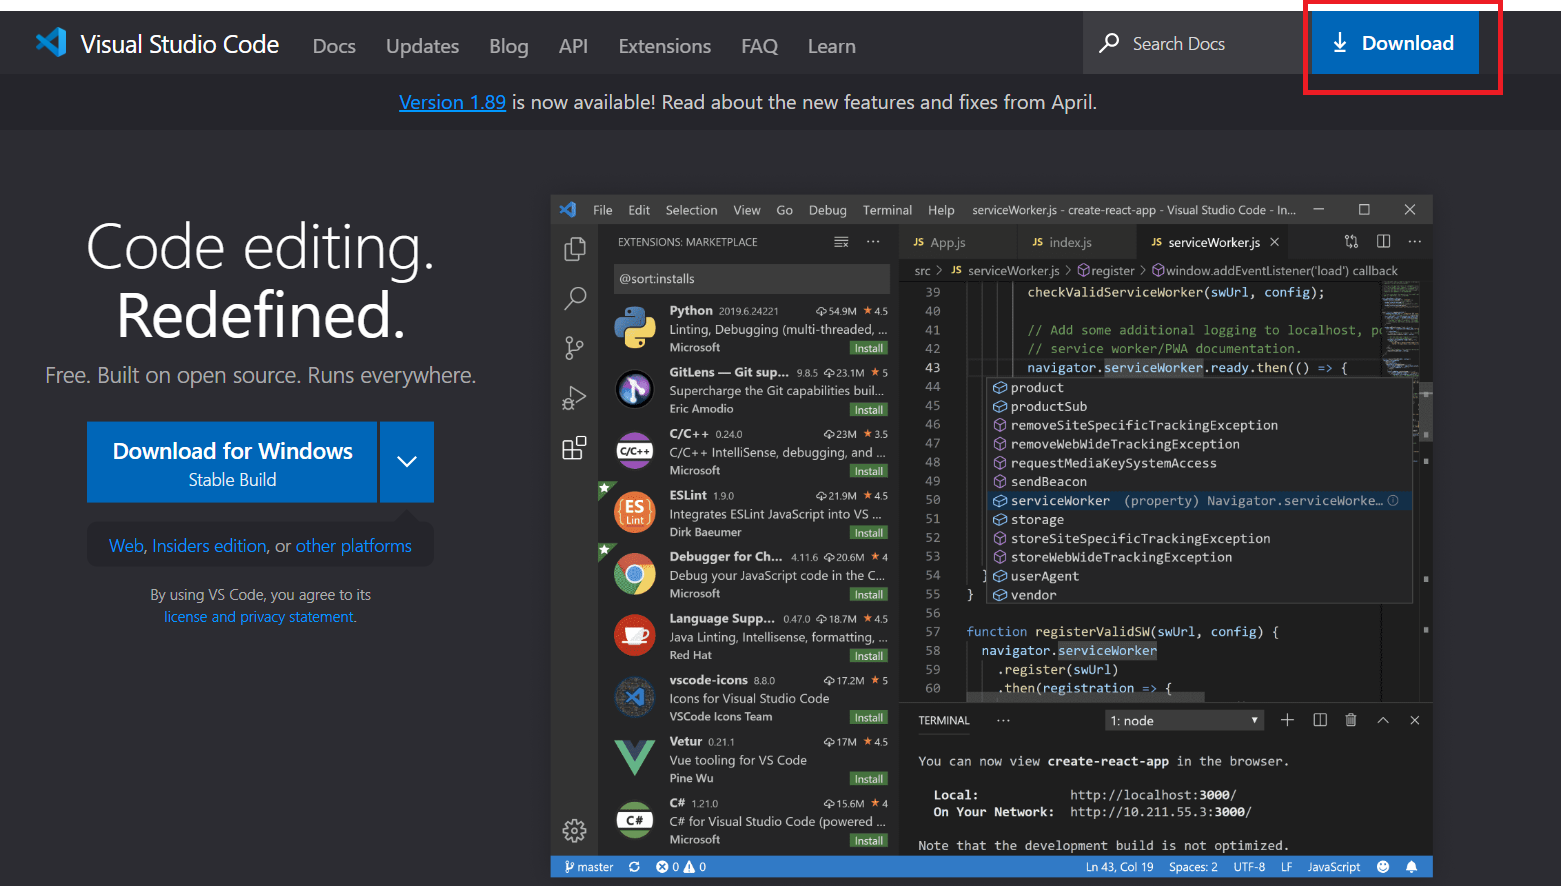 Visual Studio Code Docs Updates Blog API Extensions FAQ Learn Search Docs Download
Version 1.89 is now available! Read about the new features and fixes from April.
Code editing.
Redefined.
Free. Built on open source. Runs everywhere.
Download for Windows
Stable Build
Web, Insiders edition, or other platforms
By using VS Code, you agree to its
license and privacy statement.
File Edit Selection View Go Debug Terminal Help serviceWorker.js - create-react-app - Visual Studio Code - In...
EXTENSIONS: MARKETPLACE ...
@sort:installs
Python 2019.6.24221 54.9M ★ 4.5
Linting, Debugging (multi-threaded, ...
Microsoft Install
GitLens — Git sup... 9.8.5 23.1M ★ 5
Supercharge the Git capabilities buil...
Eric Amodio Install
C/C++
C/C++ 0.24.0 23M ★ 3.5
C/C++ IntelliSense, debugging, and ...
Microsoft Install
ES
Lint
ESLint 1.9.0 21.9M ★ 4.5
Integrates ESLint JavaScript into VS ...
Dirk Baeumer Install
Debugger for Ch... 4.11.6 20.6M ★ 4
Debug your JavaScript code in the C...
Microsoft Install
Language Supp... 0.47.0 18.7M ★ 4.5
Java Linting, Intellisense, formatting, ...
Red Hat Install
vscode-icons 8.8.0 17.2M ★ 5
Icons for Visual Studio Code
VSCode Icons Team Install
Vetur 0.21.1 17M ★ 4.5
Vue tooling for VS Code
Pine Wu Install
C#
C# 1.21.0 15.6M ★ 4
C# for Visual Studio Code (powered ...
Microsoft Install
JS App.js JS index.js JS serviceWorker.js × ...
src > JS serviceWorker.js > register > window.addEventListener('load') callback
39 checkValidServiceWorker(swUrl, config);
40
41 // Add some additional logging to localhost, po
42 // service worker/PWA documentation.
43 navigator.serviceWorker.ready.then(() => {
44 product
45 productSub
46 removeSiteSpecificTrackingException
47 removeWebWideTrackingException
48 requestMediaKeySystemAccess
49 sendBeacon
50 serviceWorker (property) Navigator.serviceWorke...
51 storage
52 storeSiteSpecificTrackingException
53 storeWebWideTrackingException
54 } userAgent
55 } vendor
56
57 function registerValidSW(swUrl, config) {
58 navigator.serviceWorker
59 .register(swUrl)
60 .then(registration => {
TERMINAL ... 1: node
You can now view create-react-app in the browser.
Local: http://localhost:3000/
On Your Network: http://10.211.55.3:3000/
Note that the development build is not optimized.
master 0 0 Ln 43, Col 19 Spaces: 2 UTF-8 LF JavaScript